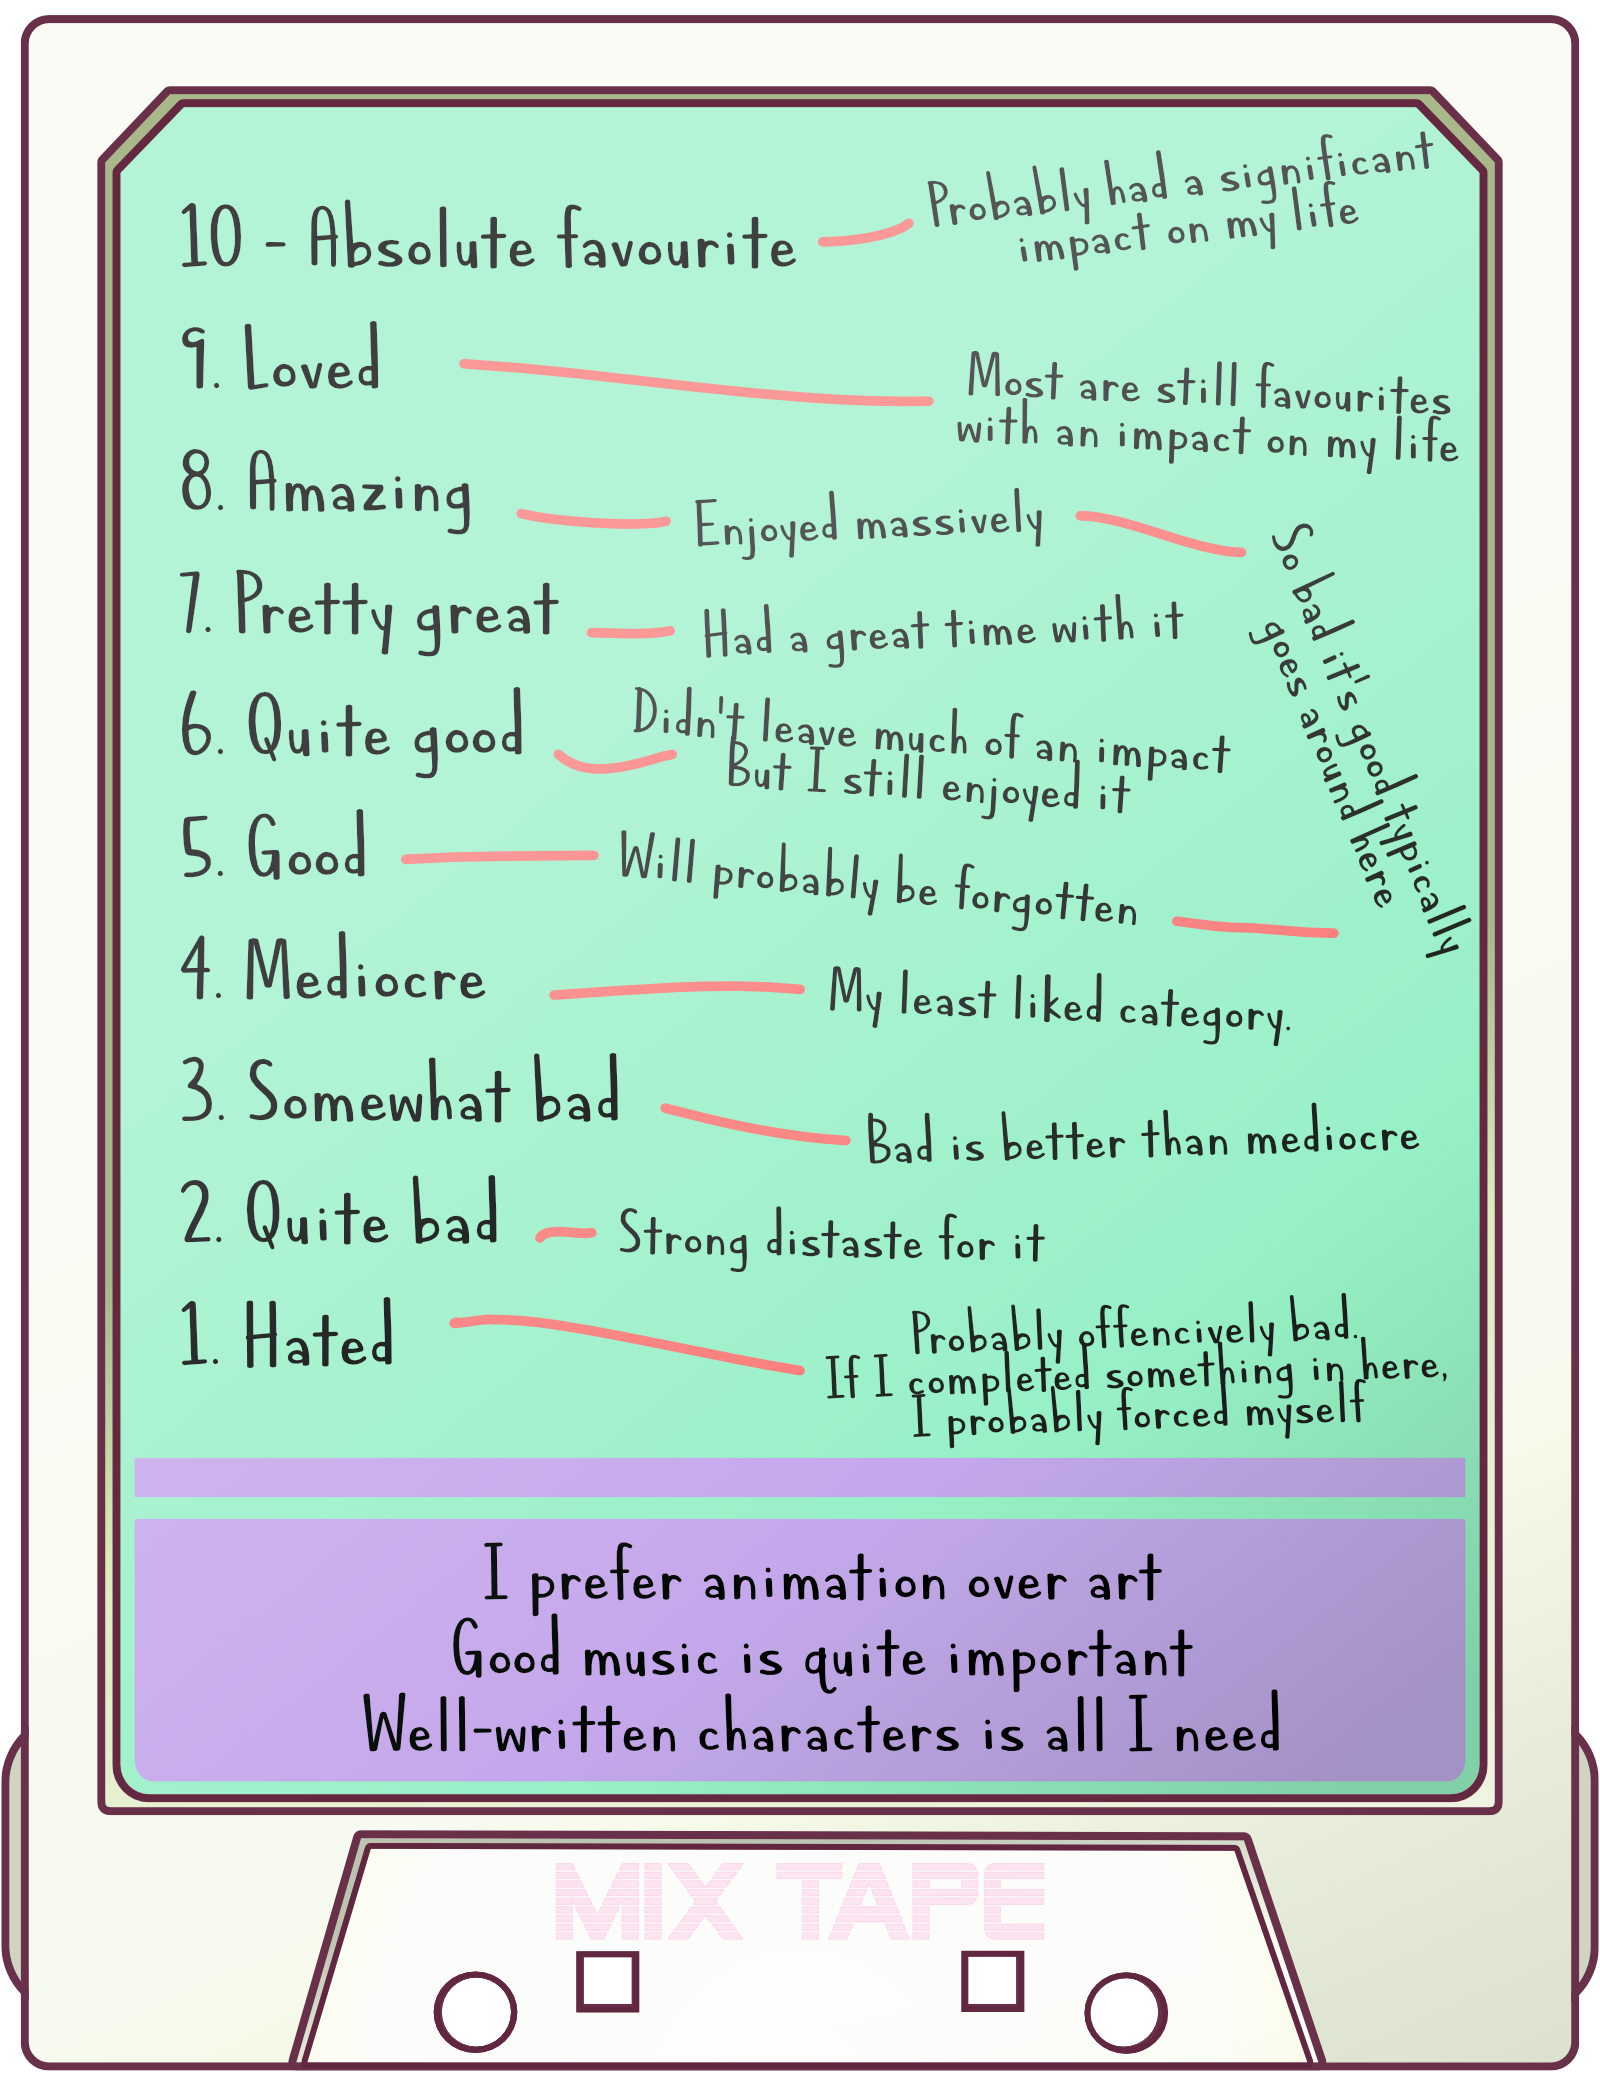 10 - Absolute favourite
Probably had a significant
impact on my life
9. Loved
Most are still favourites
with an impact on my life
8. Amazing
Enjoyed massively
So bad it's good typically
goes around here
7. Pretty great
Had a great time with it
6. Quite good
Didn't leave much of an impact
But I still enjoyed it
5. Good
Will probably be forgotten
4. Mediocre
My least liked category.
3. Somewhat bad
Bad is better than mediocre
2. Quite bad
Strong distaste for it
1. Hated
Probably offencively bad.
If I completed something in here,
I probably forced myself
I prefer animation over art
Good music is quite important
Well-written characters is all I need
MIX TAPE